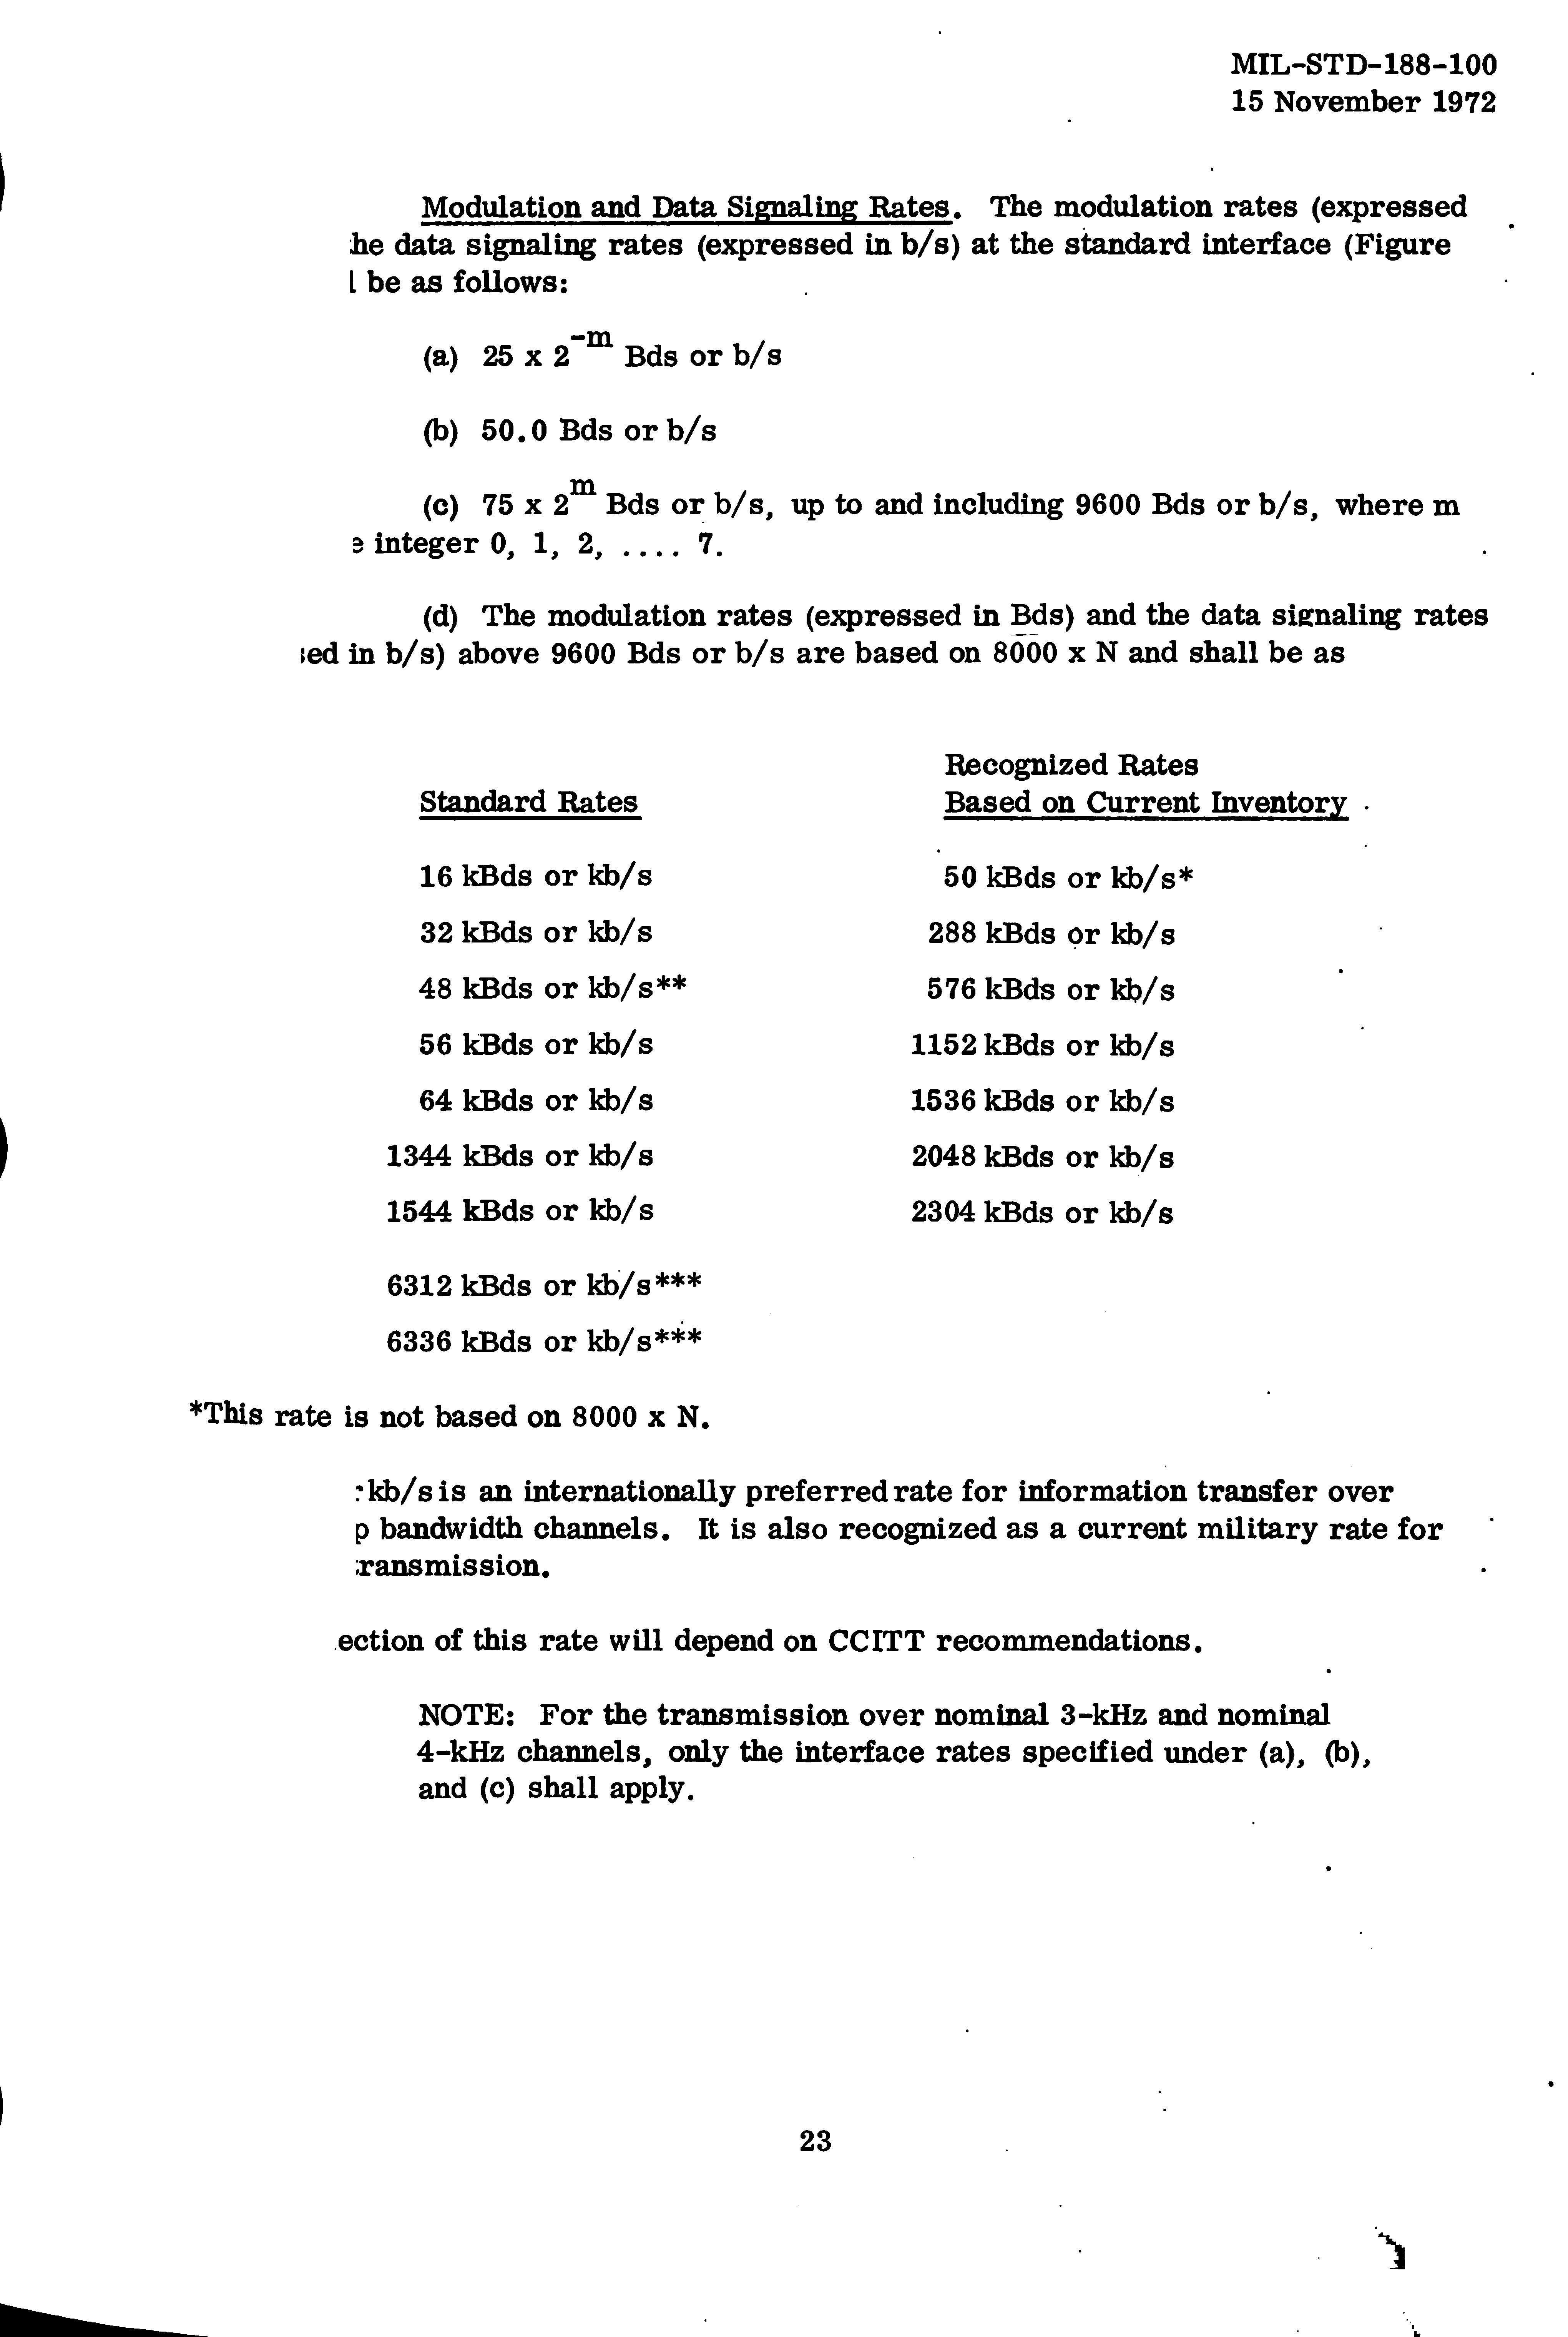 MIL-STD-188-100
15 November 1972
Modulation and Data Signaling Rates. The modulation rates (expressed
data signaling rates (expressed in b/s) at the standard interface (Figure
be as follows:
(a) 25 x 2^-m Bds or b/s
(b) 50.0 Bds or b/s
(c) 75 x 2^m Bds or b/s, up to and including 9600 Bds or b/s, where m
integer 0, 1, 2, .... 7.
(d) The modulation rates (expressed in Bds) and the data signaling rates
in b/s) above 9600 Bds or b/s are based on 8000 x N and shall be as
Recognized Rates
Standard Rates Based on Current Inventory
16 kBds or kb/s 50 kBds or kb/s*
32 kBds or kb/s 288 kBds or kb/s
48 kBds or kb/s** 576 kBds or kb/s
56 kBds or kb/s 1152 kBds or kb/s
64 kBds or kb/s 1536 kBds or kb/s
1344 kBds or kb/s 2048 kBds or kb/s
1544 kBds or kb/s 2304 kBds or kb/s
6312 kBds or kb/s***
6336 kBds or kb/s***
*This rate is not based on 8000 x N.
kb/s is an internationally preferred rate for information transfer over
bandwidth channels. It is also recognized as a current military rate for
ransmission.
ection of this rate will depend on CCITT recommendations.
NOTE: For the transmission over nominal 3-kHz and nominal
4-kHz channels, only the interface rates specified under (a), (b),
and (c) shall apply.
23